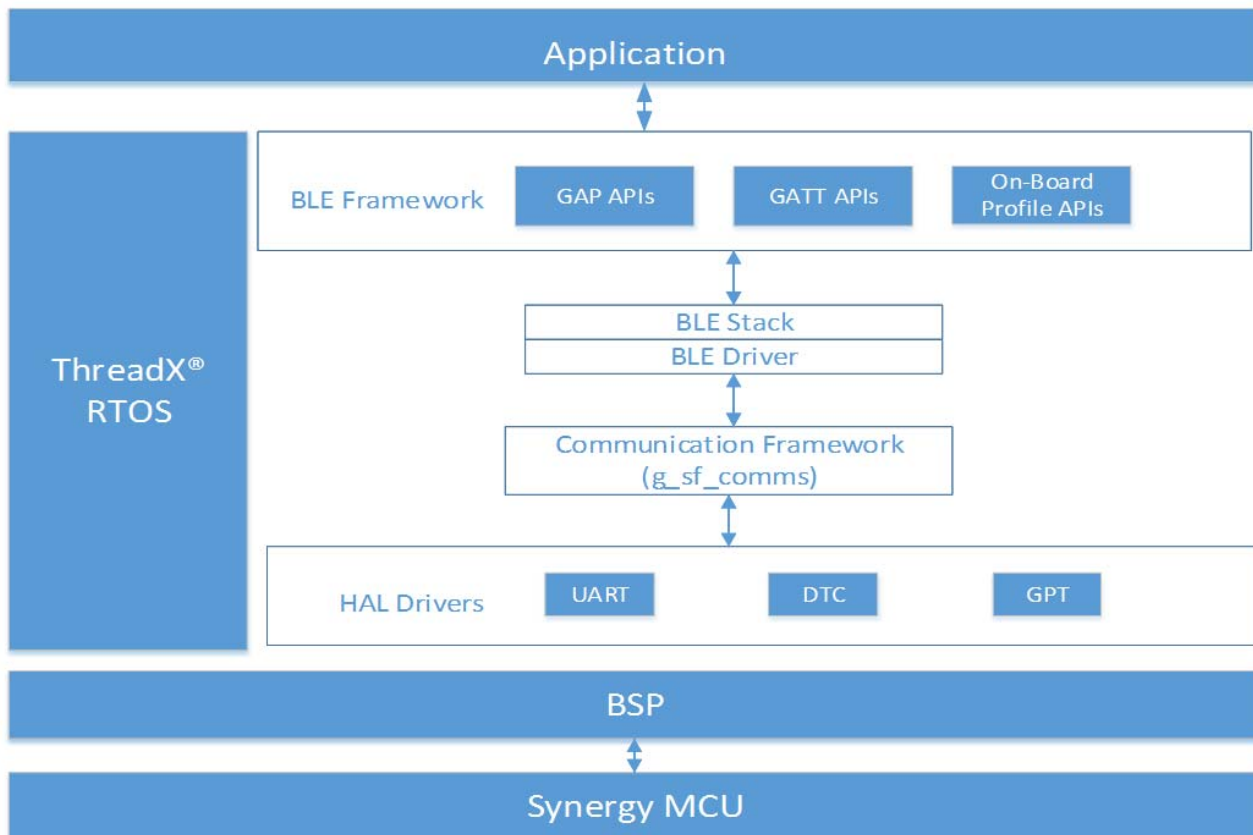 Application
BLE Framework
GAP APIs
GATT APIs
On-Board
Profile APIs
BLE Stack
BLE Driver
ThreadX®
RTOS
Communication Framework
(g_sf_comms)
HAL Drivers
UART
DTC
GPT
BSP
Synergy MCU